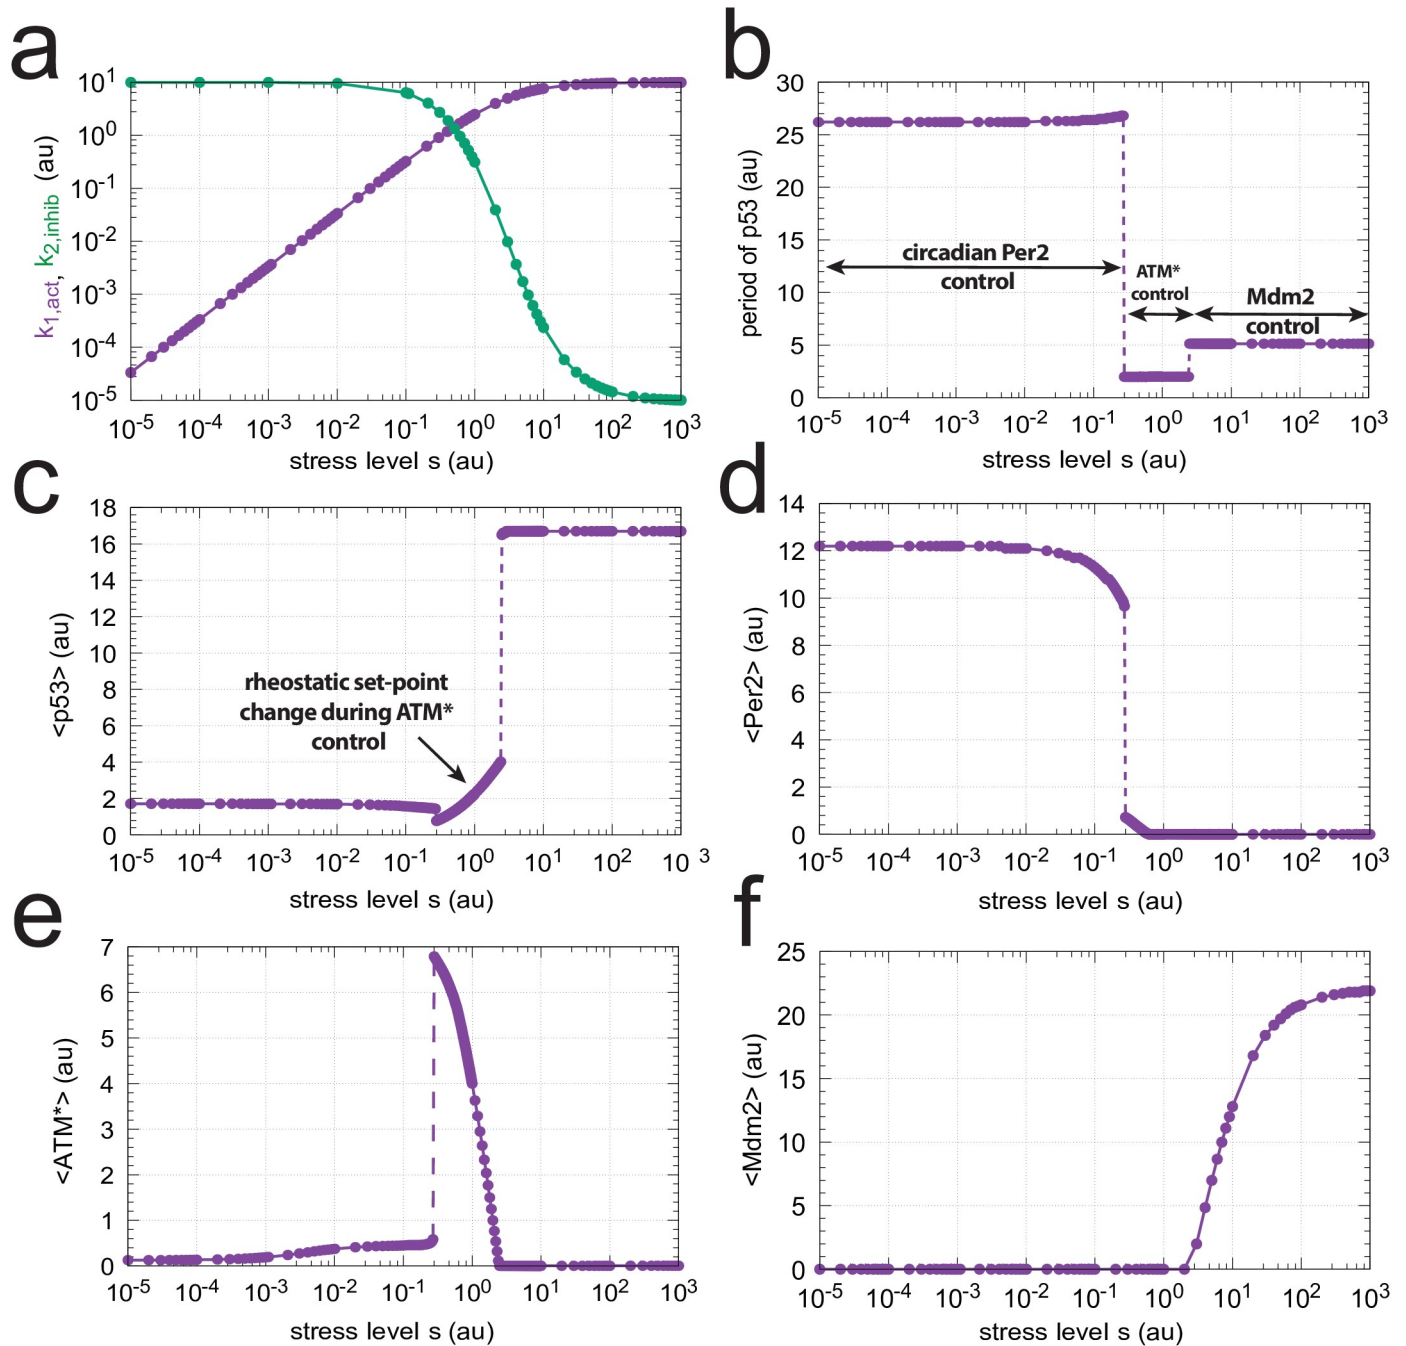 a
k1,act, k2,inhib (au)
10^1
10^0
10^-1
10^-2
10^-3
10^-4
10^-5
10^-5 10^-4 10^-3 10^-2 10^-1 10^0 10^1 10^2 10^3
stress level s (au)
b
period of p53 (au)
30
25
20
15
10
5
0
circadian Per2
control
ATM*
control
Mdm2
control
10^-5 10^-4 10^-3 10^-2 10^-1 10^0 10^1 10^2 10^3
stress level s (au)
c
<p53> (au)
18
16
14
12
10
8
6
4
2
0
rheostatic set-point
change during ATM*
control
10^-5 10^-4 10^-3 10^-2 10^-1 10^0 10^1 10^2 10^3
stress level s (au)
d
<Per2> (au)
14
12
10
8
6
4
2
0
10^-5 10^-4 10^-3 10^-2 10^-1 10^0 10^1 10^2 10^3
stress level s (au)
e
<ATM*> (au)
7
6
5
4
3
2
1
0
10^-5 10^-4 10^-3 10^-2 10^-1 10^0 10^1 10^2 10^3
stress level s (au)
f
<Mdm2> (au)
25
20
15
10
5
0
10^-5 10^-4 10^-3 10^-2 10^-1 10^0 10^1 10^2 10^3
stress level s (au)